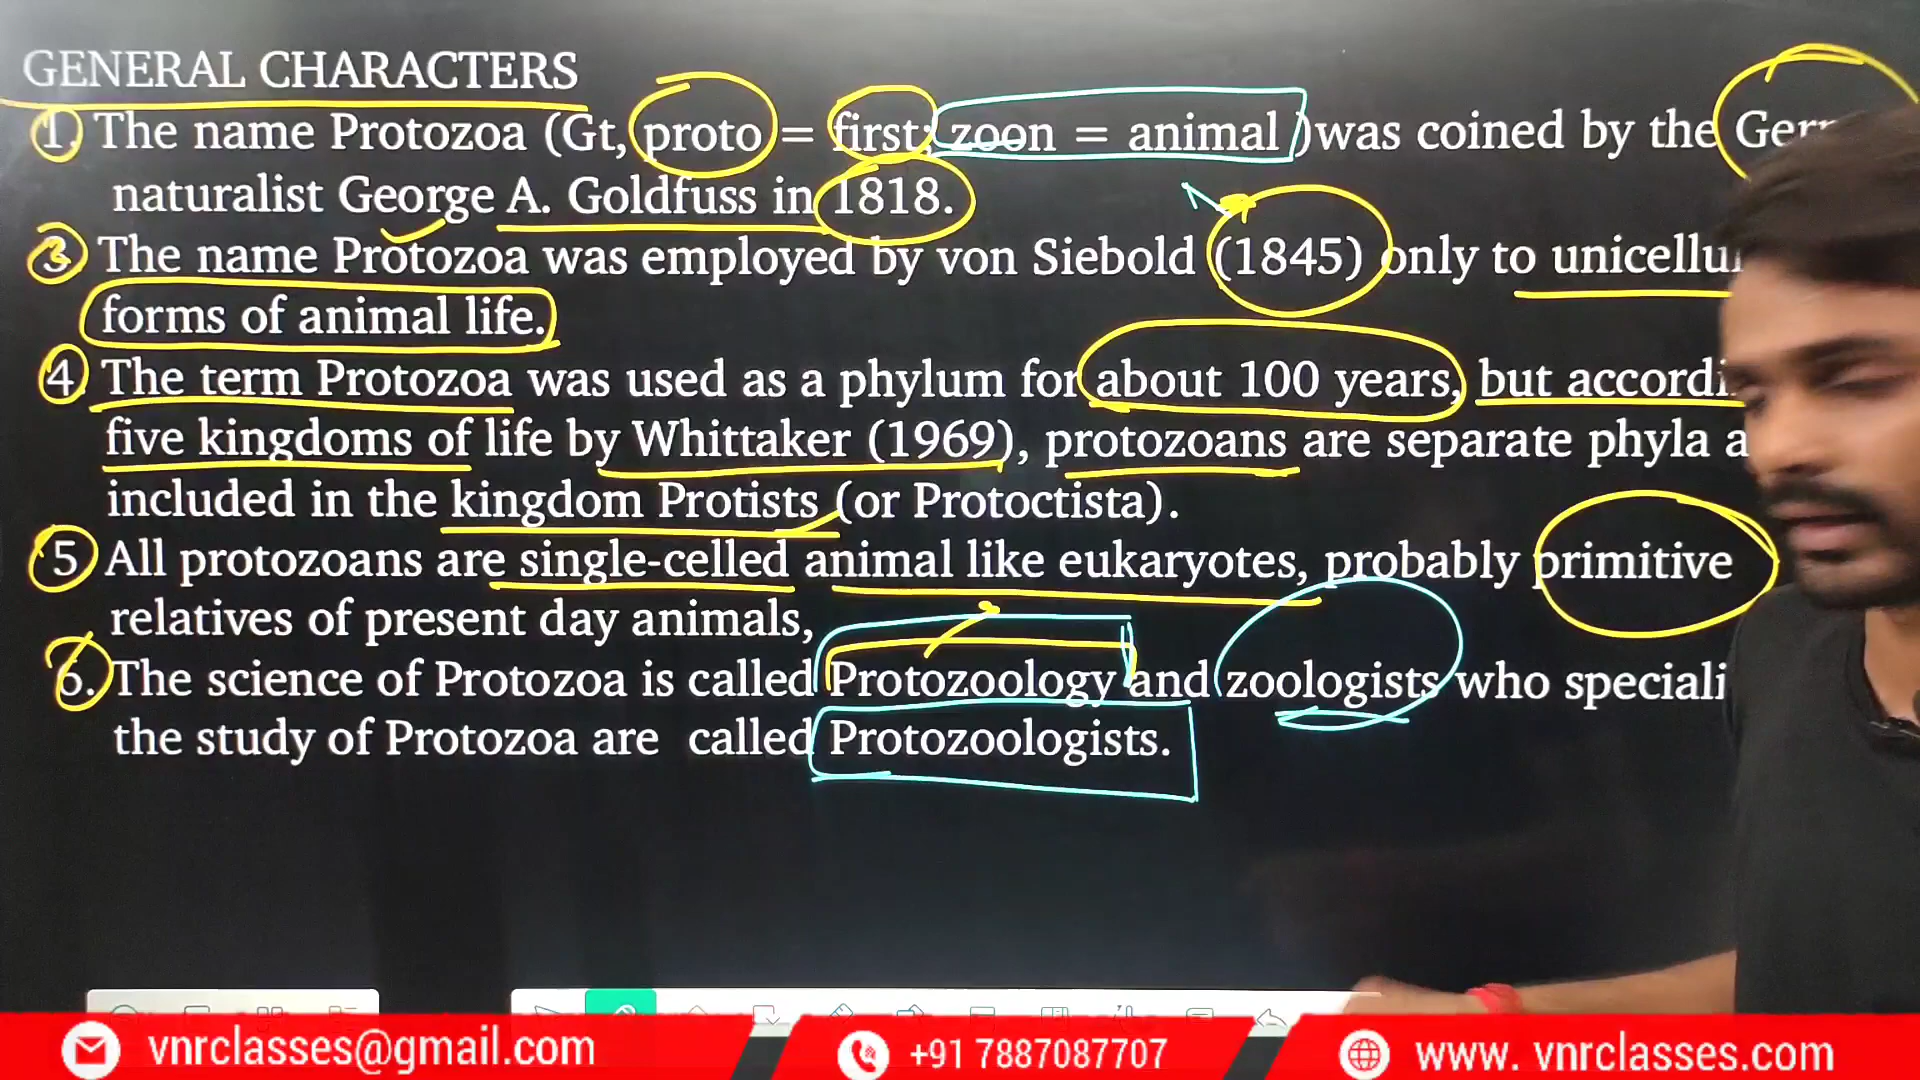 GENERAL CHARACTERS
1. The name Protozoa (Gt, proto = first; zoon = animal )was coined by the
naturalist George A. Goldfuss in 1818.
3 The name Protozoa was employed by von Siebold (1845) only to
forms of animal life.
4 The term Protozoa was used as a phylum for about 100 years, but
five kingdoms of life by Whittaker (1969), protozoans are separate phyla
included in the kingdom Protists (or Protoctista).
5 All protozoans are single-celled animal like eukaryotes, probably primitive
relatives of present day animals,
6. The science of Protozoa is called Protozoology and zoologists who
the study of Protozoa are called Protozoologists.
vnrclasses@gmail.com
+91 7887087707
www. vnrclasses.com